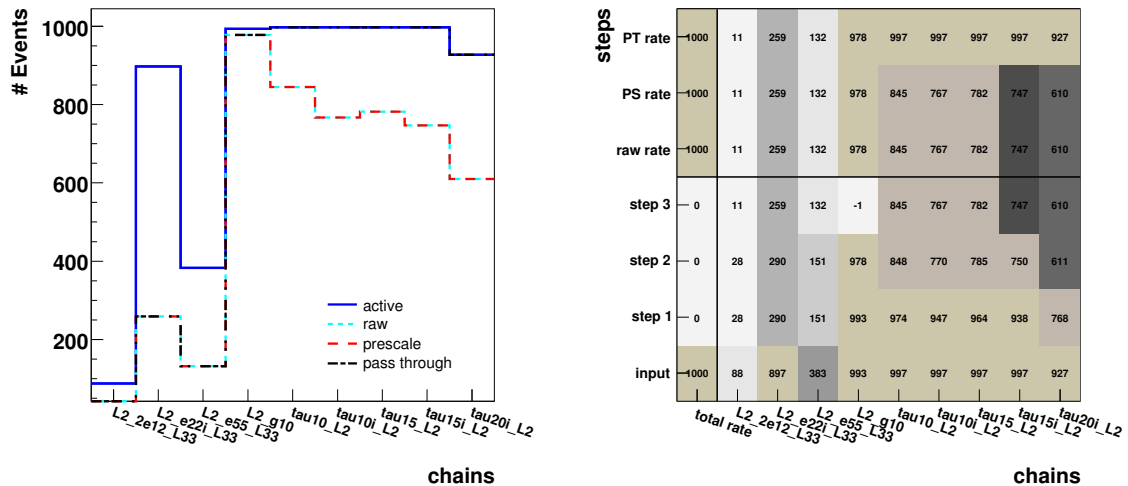 # Events
1000
800
600
400
200
active
raw
prescale
pass through
L2_2e12_L33
L2_e22i_L33
L2_e55_L33
L2_g10
tau10_L2
tau10i_L2
tau15_L2
tau15i_L2
tau20i_L2
chains
steps
PT rate 1000 11 259 132 978 997 997 997 997 927
PS rate 1000 11 259 132 978 845 767 782 747 610
raw rate 1000 11 259 132 978 845 767 782 747 610
step 3 0 11 259 132 -1 845 767 782 747 610
step 2 0 28 290 151 978 848 770 785 750 611
step 1 0 28 290 151 993 974 947 964 938 768
input 1000 88 897 383 993 997 997 997 997 927
total rate
L2_2e12_L33
L2_e22i_L33
L2_e55_L33
L2_g10
tau10_L2
tau10i_L2
tau15_L2
tau15i_L2
tau20i_L2
chains